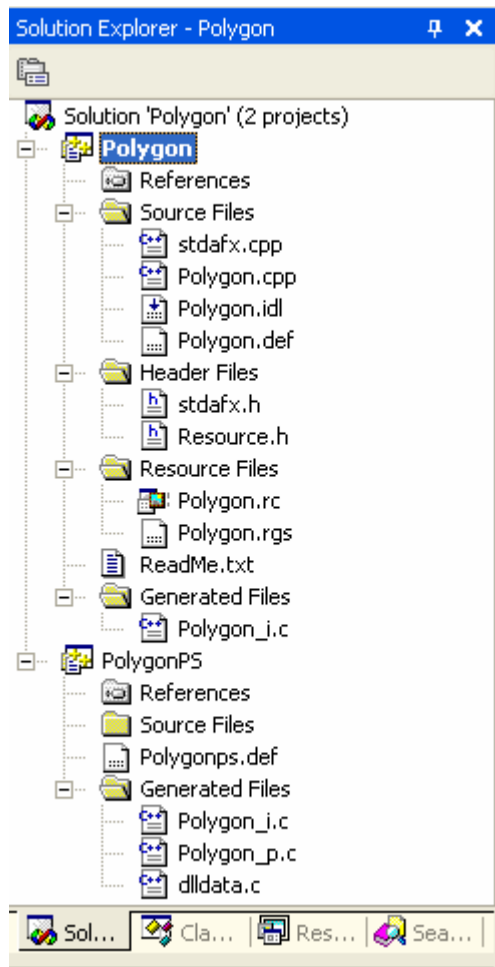 Solution Explorer - Polygon
Solution 'Polygon' (2 projects)
Polygon
References
Source Files
stdafx.cpp
Polygon.cpp
Polygon.idl
Polygon.def
Header Files
stdafx.h
Resource.h
Resource Files
Polygon.rc
Polygon.rgs
ReadMe.txt
Generated Files
Polygon_i.c
PolygonPS
References
Source Files
Polygonps.def
Generated Files
Polygon_i.c
Polygon_p.c
dlldata.c
Sol... Cla... Res... Sea...